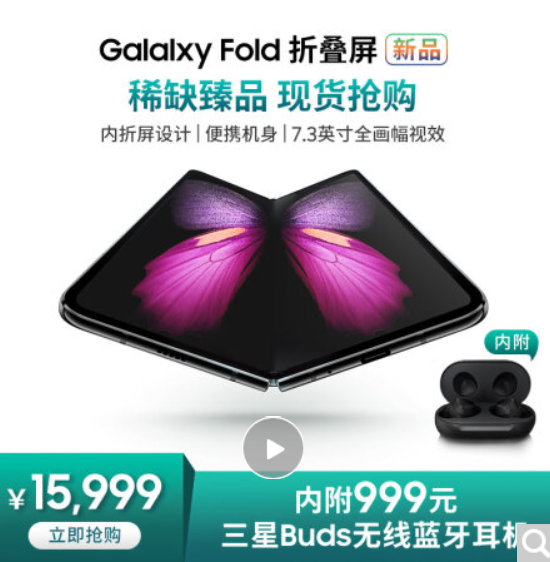 Galalxy Fold 折叠屏 新品
稀缺臻品 现货抢购
内折屏设计 | 便携机身 | 7.3英寸全画幅视效
内附
¥15,999
立即抢购
内附999元
三星Buds无线蓝牙耳机